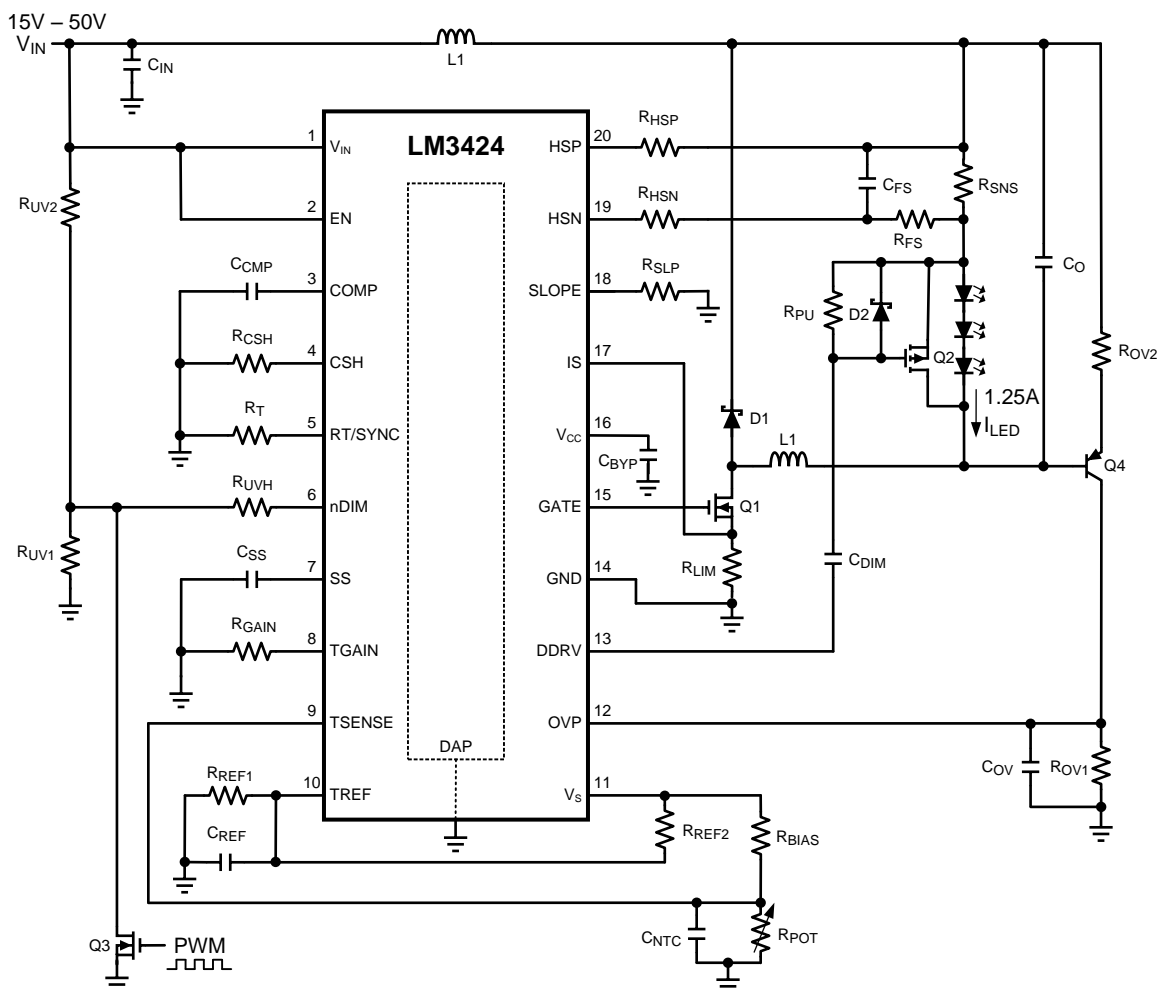 15V – 50V
VIN
CIN
L1
LM3424
1
VIN
20
HSP
RHSP
CFS
RSNS
RUV2
2
EN
19
HSN
RHSN
RFS
CCMP
3
COMP
18
SLOPE
RSLP
CO
RPU
D2
Q2
RCSH
4
CSH
17
IS
ROV2
1.25A
ILED
RT
5
RT/SYNC
16
VCC
CBYP
D1
L1
Q4
RUVH
6
nDIM
15
GATE
Q1
RUV1
CSS
7
SS
14
GND
RLIM
CDIM
RGAIN
8
TGAIN
13
DDRV
9
TSENSE
12
OVP
DAP
COV
ROV1
RREF1
10
TREF
11
VS
CREF
RREF2
RBIAS
Q3
PWM
CNTC
RPOT